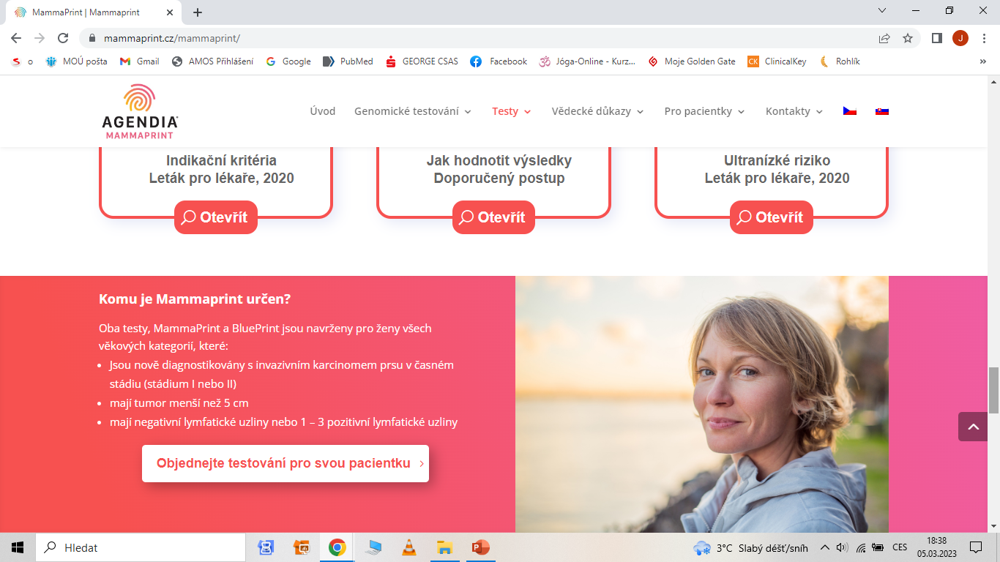 MammaPrint | Mammaprint
mammaprint.cz/mammaprint/
J
o
MOÚ pošta
Gmail
AMOS Přihlášení
Google
PubMed
GEORGE CSAS
Facebook
Jóga-Online - Kurz...
Moje Golden Gate
CK ClinicalKey
Rohlík
»
AGENDIA
MAMMAPRINT
Úvod
Genomické testování
Testy
Vědecké důkazy
Pro pacientky
Kontakty
Indikační kritéria
Leták pro lékaře, 2020
Otevřít
Jak hodnotit výsledky
Doporučený postup
Otevřít
Ultranízké riziko
Leták pro lékaře, 2020
Otevřít
Komu je Mammaprint určen?
Oba testy, MammaPrint a BluePrint jsou navrženy pro ženy všech
věkových kategorií, které:
• Jsou nově diagnostikovány s invazivním karcinomem prsu v časném
stádiu (stádium I nebo II)
• mají tumor menší než 5 cm
• mají negativní lymfatické uzliny nebo 1 – 3 pozitivní lymfatické uzliny
Objednejte testování pro svou pacientku
Hledat
3°C Slabý déšť/sníh
CES
18:38
05.03.2023